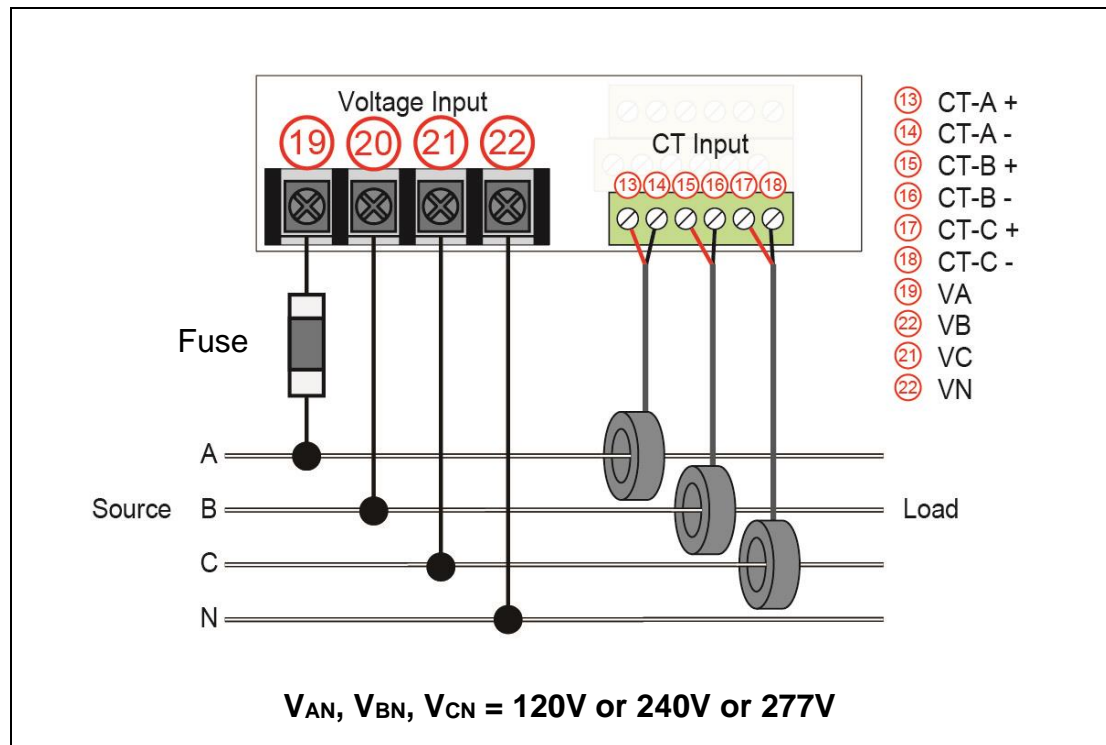 Voltage Input
19 20 21 22
CT Input
13 14 15 16 17 18
13 CT-A +
14 CT-A -
15 CT-B +
16 CT-B -
17 CT-C +
18 CT-C -
19 VA
22 VB
21 VC
22 VN
Fuse
A
Source B Load
C
N
VAN, VBN, VCN = 120V or 240V or 277V